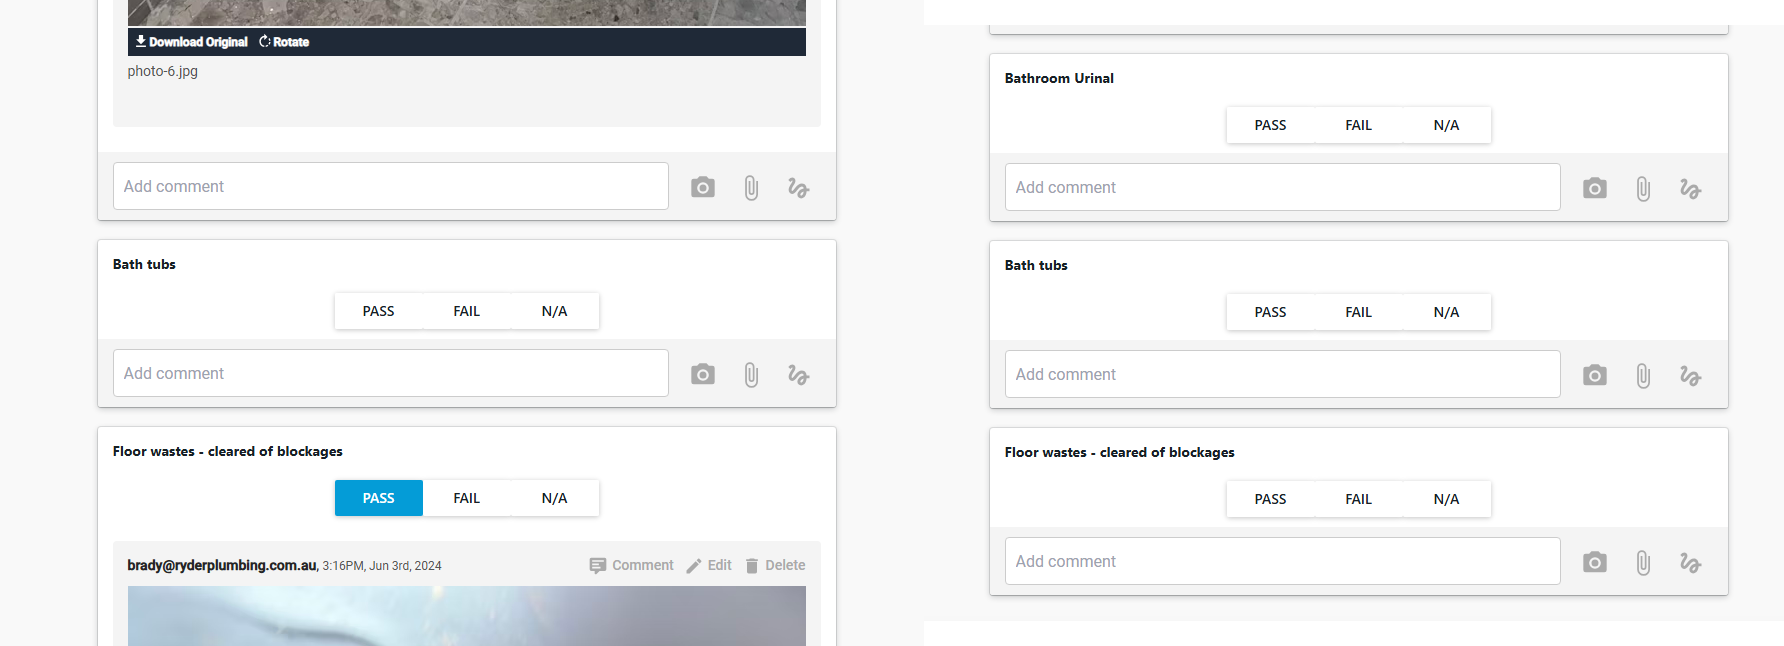 Download Original Rotate
photo-6.jpg
Add comment
Bath tubs
PASS FAIL N/A
Add comment
Floor wastes - cleared of blockages
PASS FAIL N/A
brady@ryderplumbing.com.au, 3:16PM, Jun 3rd, 2024 Comment Edit Delete
Bathroom Urinal
PASS FAIL N/A
Add comment
Bath tubs
PASS FAIL N/A
Add comment
Floor wastes - cleared of blockages
PASS FAIL N/A
Add comment